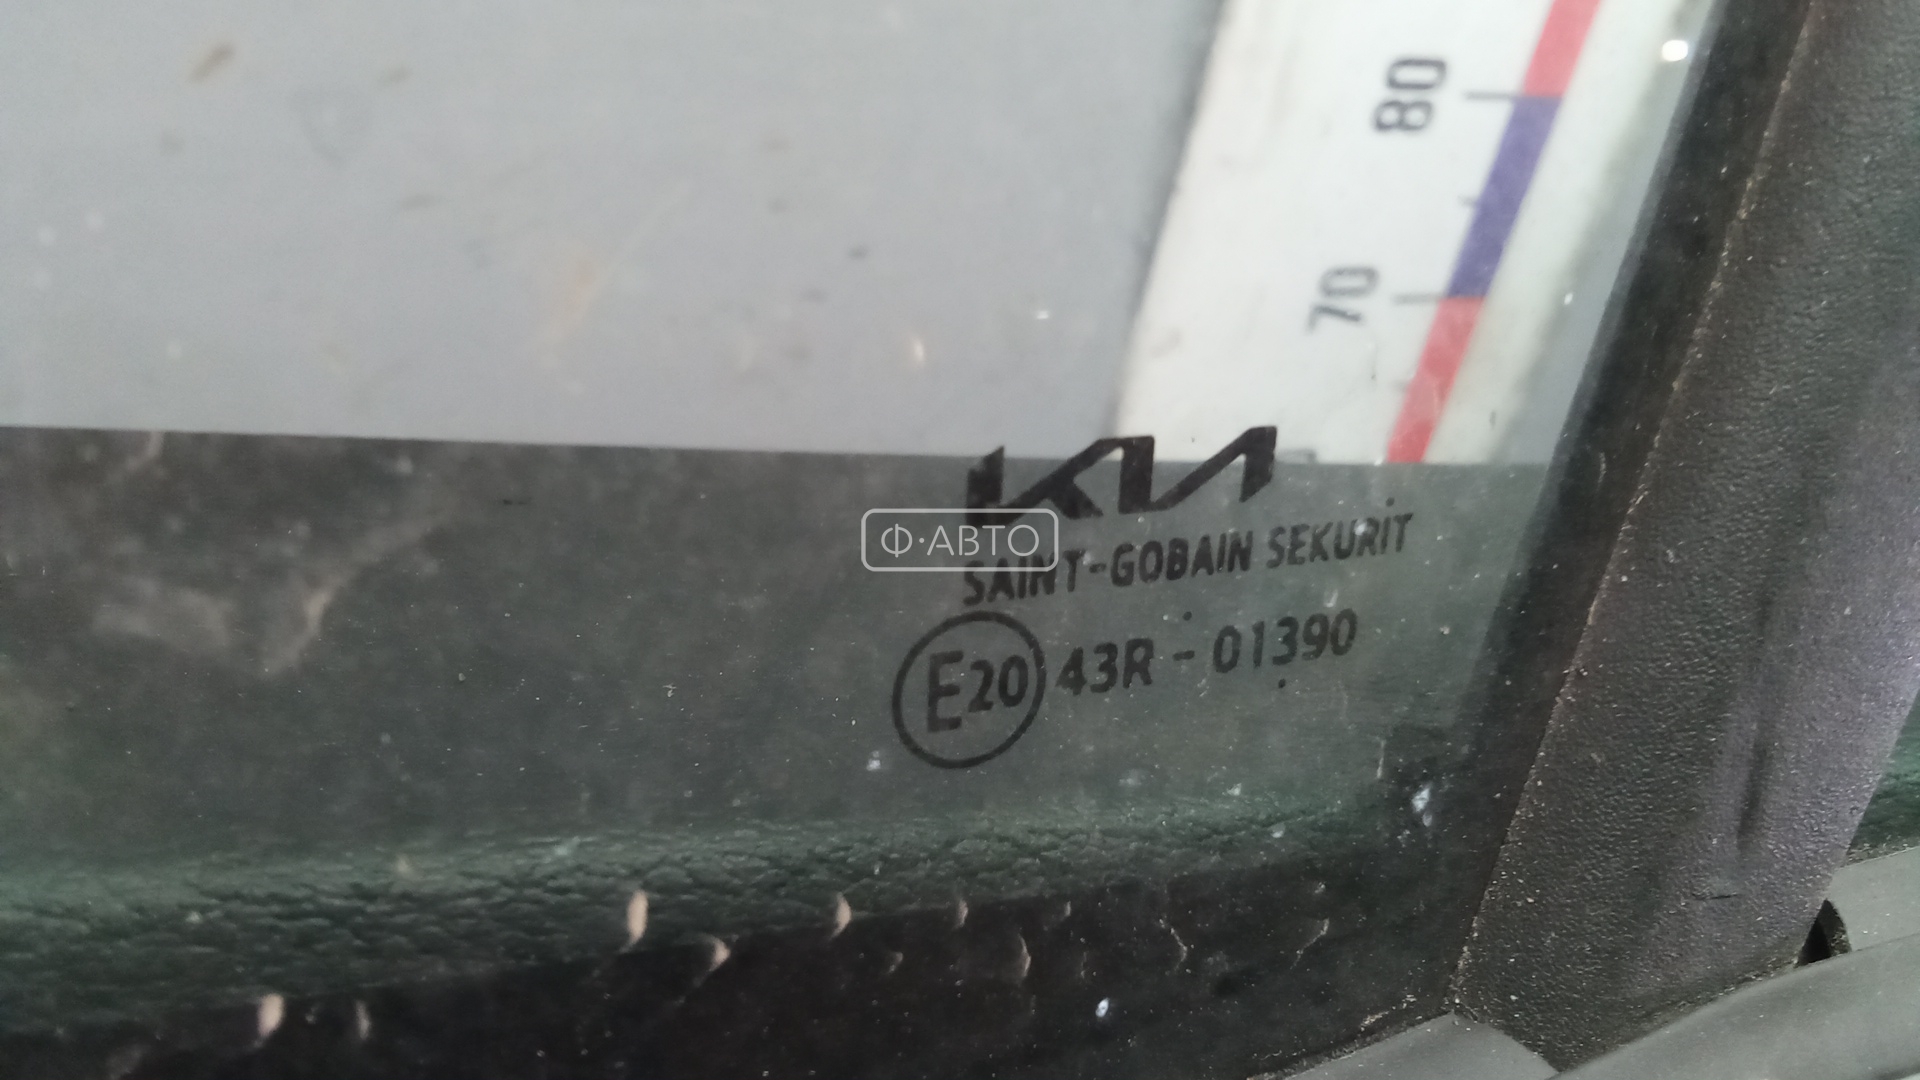 80
70
KIA
Ф·АВТО
SAINT-GOBAIN SEKURIT
E20 43R - 01390